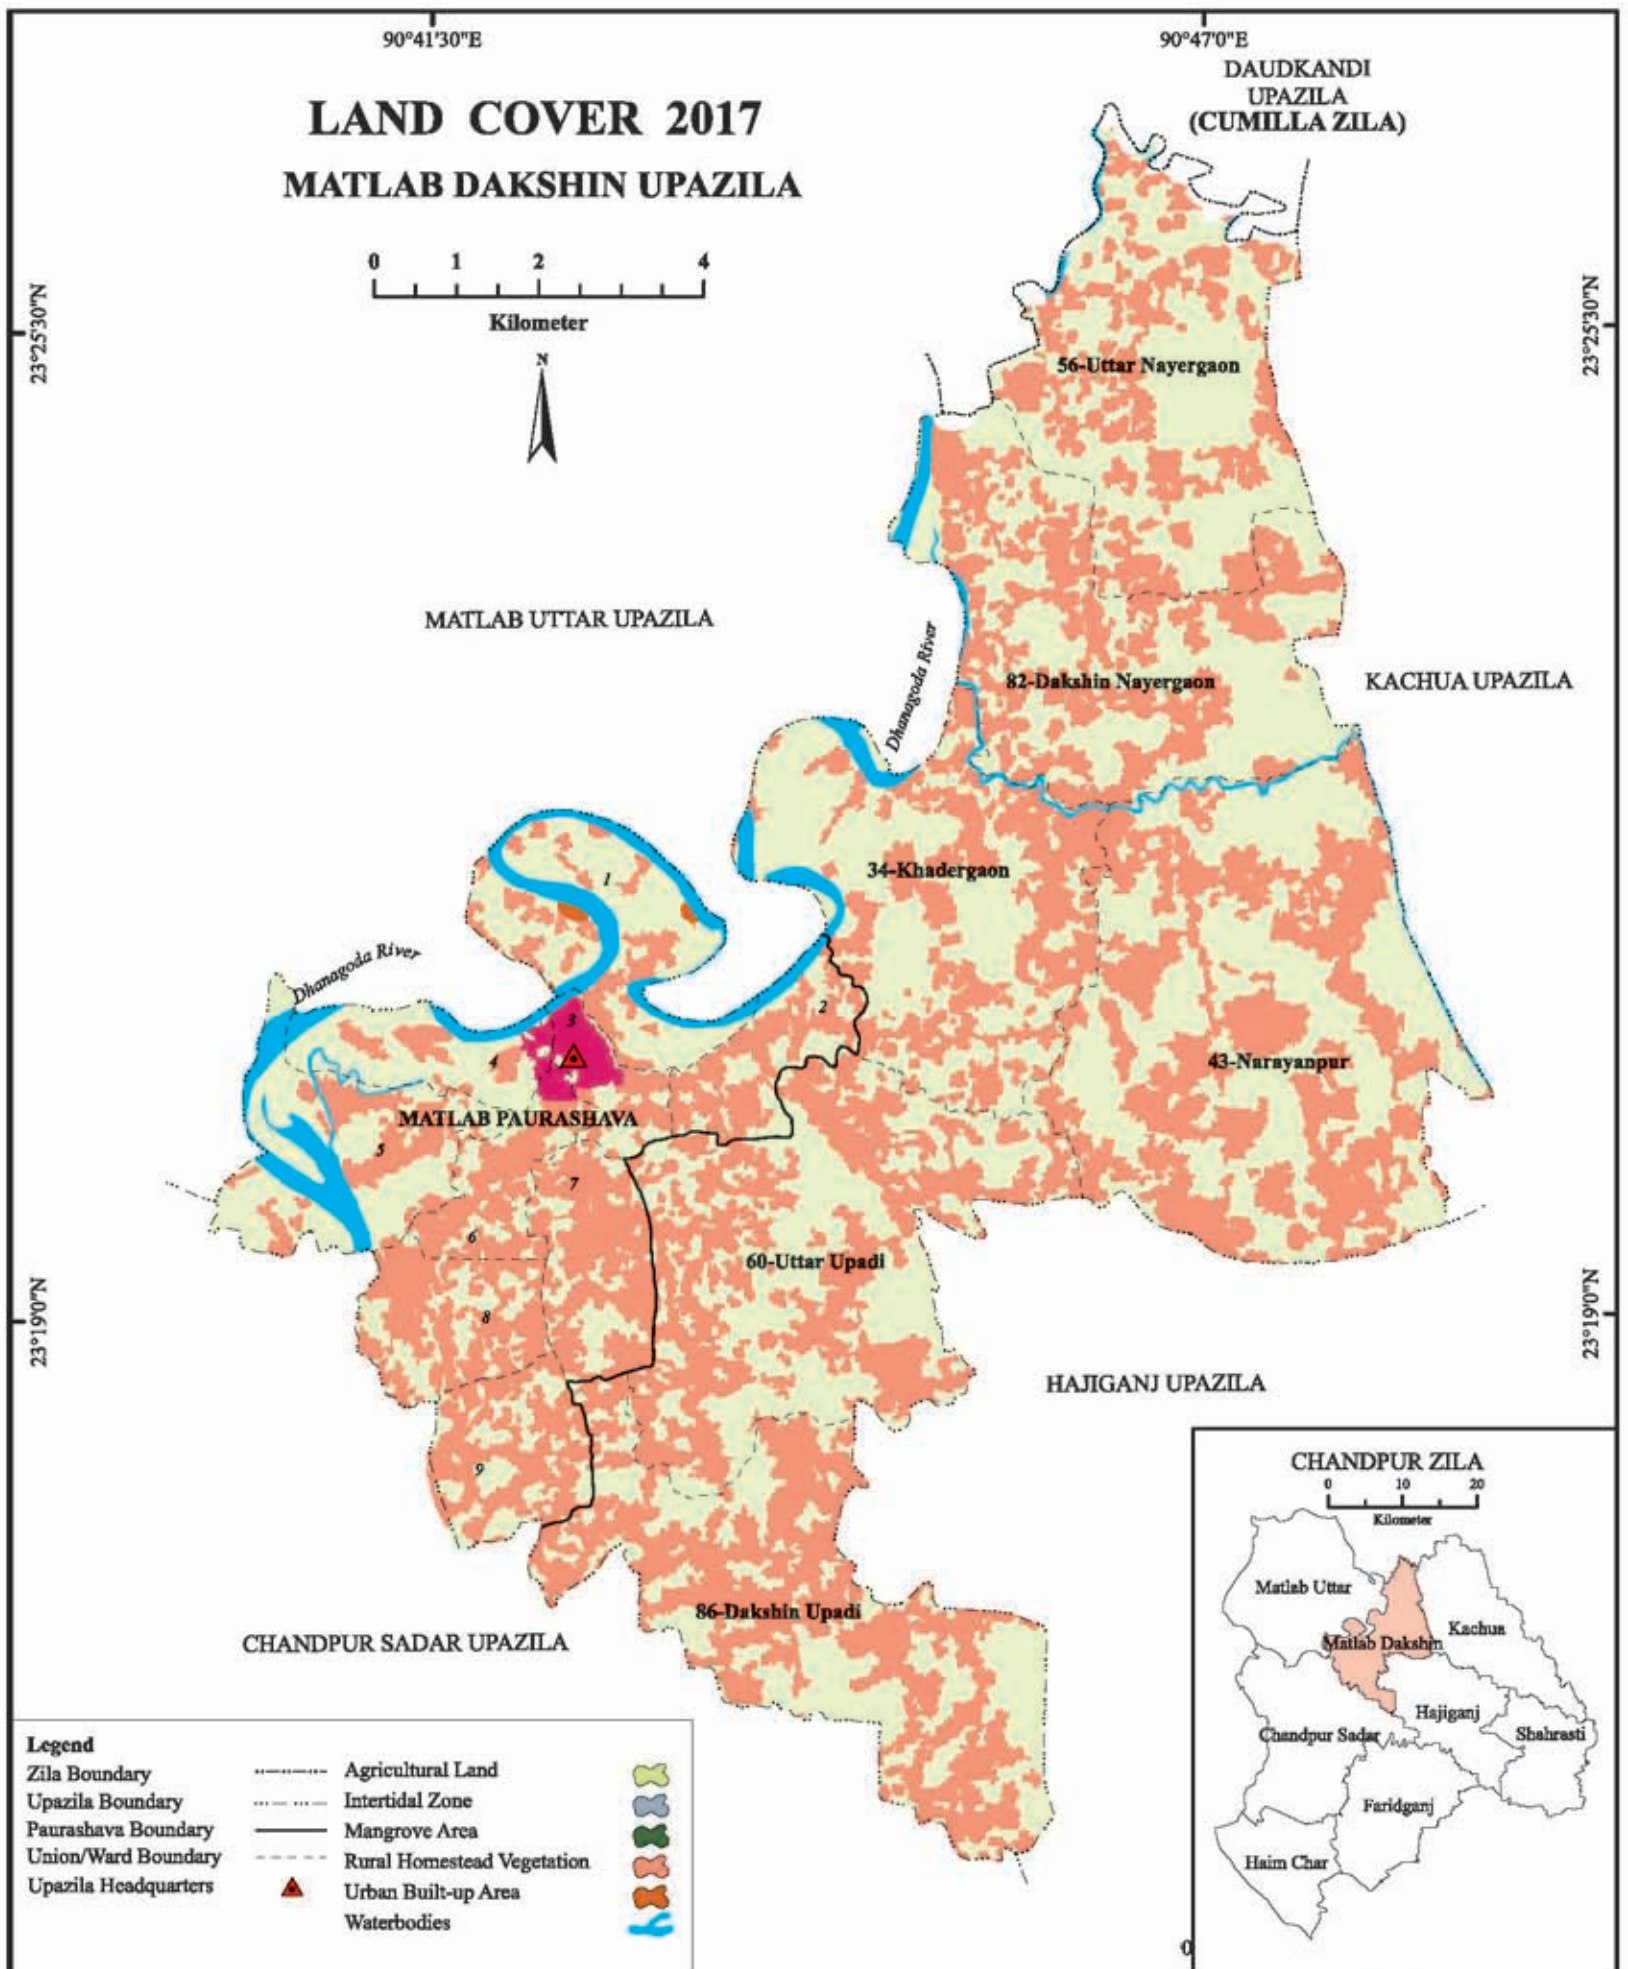 90°41'30"E
90°47'0"E
DAUDKANDI
UPAZILA
(CUMILLA ZILA)
LAND COVER 2017
MATLAB DAKSHIN UPAZILA
0 1 2 4
Kilometer
N
23°25'30"N
23°25'30"N
56-Uttar Nayergaon
MATLAB UTTAR UPAZILA
Dhanagoda River
82-Dakshin Nayergaon
KACHUA UPAZILA
34-Khadergaon
1
Dhanagoda River
2
3
4
43-Narayanpur
MATLAB PAURASHAVA
5
7
6
60-Uttar Upadi
8
23°19'0"N
23°19'0"N
HAJIGANJ UPAZILA
9
86-Dakshin Upadi
CHANDPUR SADAR UPAZILA
CHANDPUR ZILA
0 10 20
Kilometer
Matlab Uttar
Kachua
Matlab Dakshin
Hajiganj
Chandpur Sadar
Shahrasti
Faridganj
Haim Char
Legend
Zila Boundary
Upazila Boundary
Paurashava Boundary
Union/Ward Boundary
Upazila Headquarters
Agricultural Land
Intertidal Zone
Mangrove Area
Rural Homestead Vegetation
Urban Built-up Area
Waterbodies
0